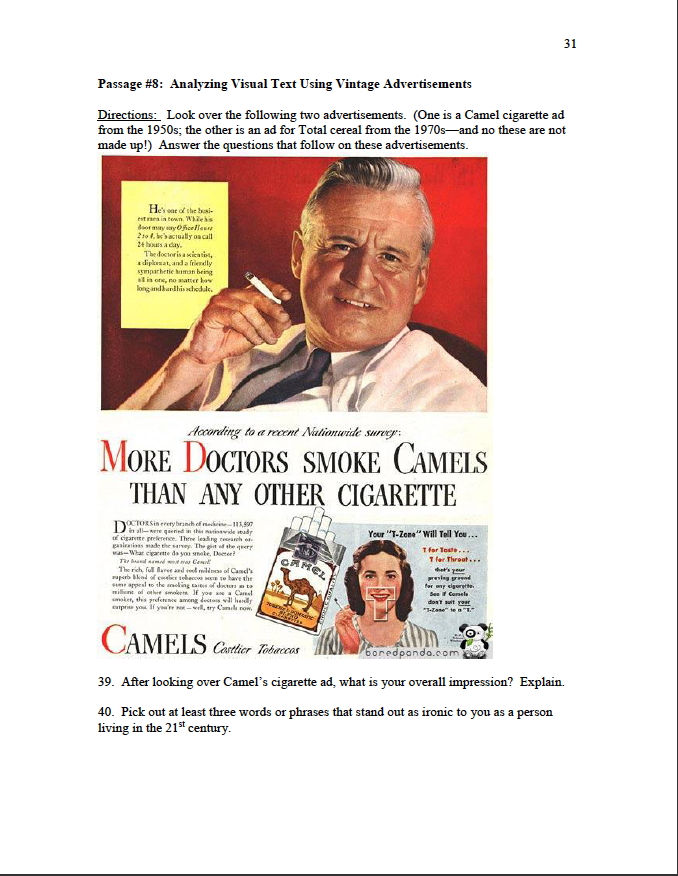 31
Passage #8:  Analyzing Visual Text Using Vintage Advertisements
Directions:  Look over the following two advertisements.  (One is a Camel cigarette ad
from the 1950s; the other is an ad for Total cereal from the 1970s—and no these are not
made up!)  Answer the questions that follow on these advertisements.
He's one of the busi-
est men in town. While his
door may say Office Hours
2 to 4, he's actually on call
24 hours a day.
The doctor is a scientist,
a diplomat, and a friendly
sympathetic human being
all in one, no matter how
long and hard his schedule.
According to a recent Nationwide survey:
MORE DOCTORS SMOKE CAMELS
THAN ANY OTHER CIGARETTE
DOCTORS in every branch of medicine—113,597
in all—were queried in this nationwide study
of cigarette preference. Three leading research or-
ganizations made the survey. The gist of the query
was—What cigarette do you smoke, Doctor?
The brand named most was Camel!
The rich, full flavor and cool mildness of Camel's
superb blend of costlier tobaccos seem to have the
same appeal to the smoking tastes of doctors as to
millions of other smokers. If you are a Camel
smoker, this preference among doctors will hardly
surprise you. If you're not—well, try Camels now.
CAMELS Costlier Tobaccos
CAMEL
Your "T-Zone" Will Tell You...
T for Taste...
T for Throat...
that's your
proving ground
for any cigarette.
See if Camels
don't suit your
"T-Zone" to a "T."
T
boredpanda.com
39.  After looking over Camel's cigarette ad, what is your overall impression?  Explain.
40.  Pick out at least three words or phrases that stand out as ironic to you as a person
living in the 21st century.